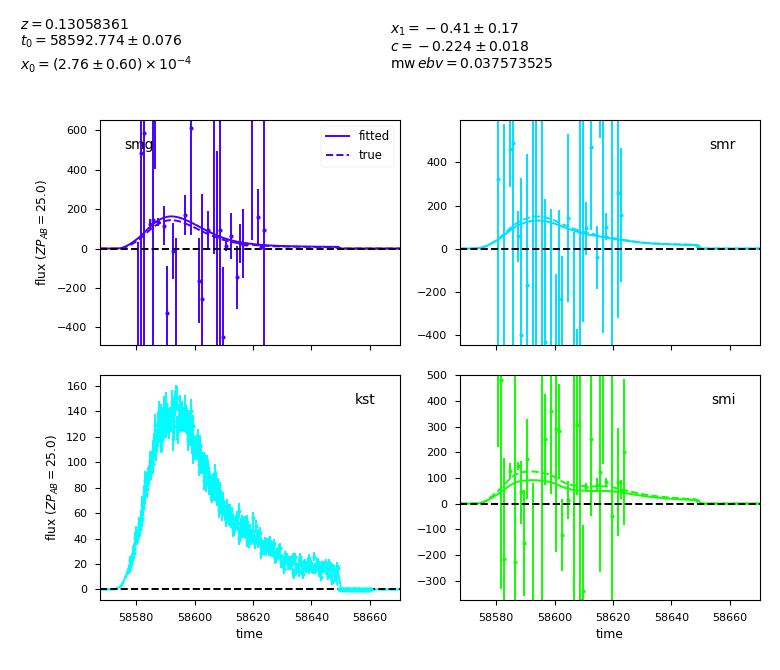 z = 0.13058361
t₀ = 58592.774 ± 0.076
x₀ = (2.76 ± 0.60) × 10⁻⁴
x₁ = −0.41 ± 0.17
c = −0.224 ± 0.018
mw ebv = 0.037573525
600
400
200
0
−200
−400
flux (ZP_AB = 25.0)
smg
fitted
true
400
200
0
−200
−400
smr
160
140
120
100
80
60
40
20
0
flux (ZP_AB = 25.0)
kst
58580
58600
58620
58640
58660
time
500
400
300
200
100
0
−100
−200
−300
smi
58580
58600
58620
58640
58660
time